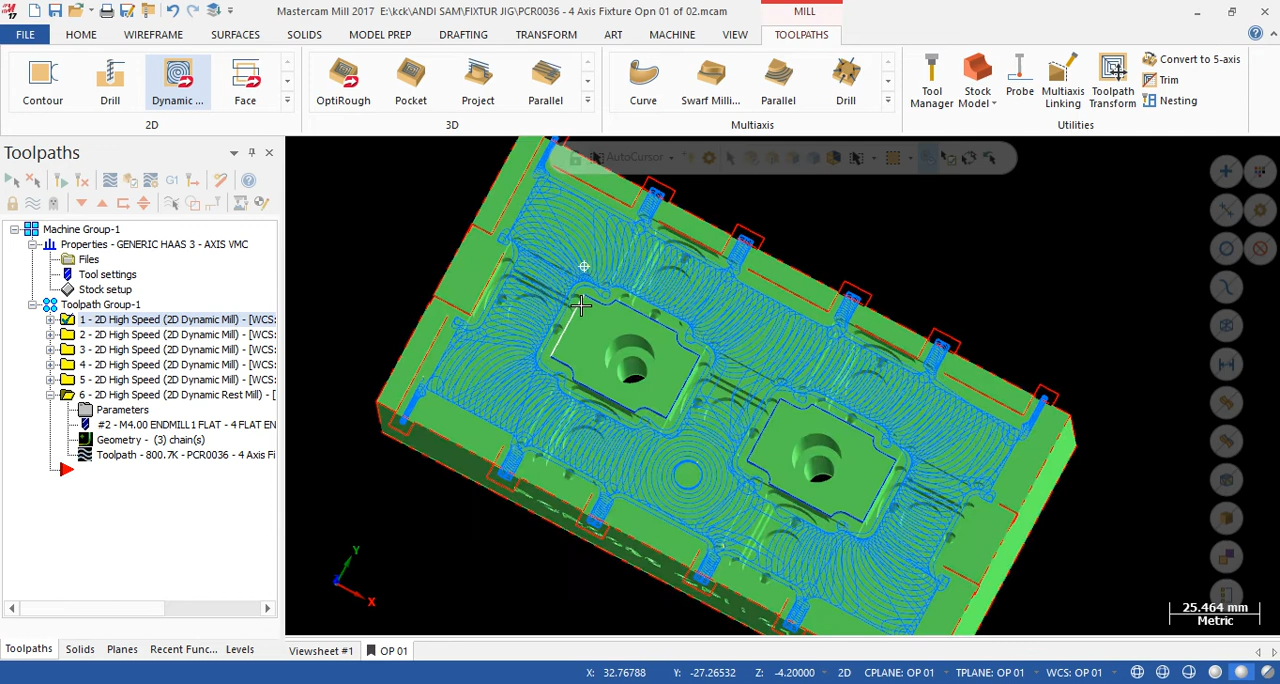 Mastercam Mill 2017 E:\kck\ANDI SAM\FIXTUR JIG\PCR0036 - 4 Axis Fixture Opn 01 of 02.mcam
MILL
FILE HOME WIREFRAME SURFACES SOLIDS MODEL PREP DRAFTING TRANSFORM ART MACHINE VIEW TOOLPATHS
Contour Drill Dynamic ... Face
2D
OptiRough Pocket Project Parallel
3D
Curve Swarf Milli... Parallel Drill
Multiaxis
Tool Manager
Stock Model
Probe
Multiaxis Linking
Toolpath Transform
Convert to 5-axis
Trim
Nesting
Utilities
Toolpaths
AutoCursor
G1
Machine Group-1
Properties - GENERIC HAAS 3 - AXIS VMC
Files
Tool settings
Stock setup
Toolpath Group-1
1 - 2D High Speed (2D Dynamic Mill) - [WCS:
2 - 2D High Speed (2D Dynamic Mill) - [WCS:
3 - 2D High Speed (2D Dynamic Mill) - [WCS:
4 - 2D High Speed (2D Dynamic Mill) - [WCS:
5 - 2D High Speed (2D Dynamic Mill) - [WCS:
6 - 2D High Speed (2D Dynamic Rest Mill) - [
Parameters
#2 - M4.00 ENDMILL1 FLAT - 4 FLAT EN
Geometry - (3) chain(s)
Toolpath - 800.7K - PCR0036 - 4 Axis Fi
Y
X
25.464 mm
Metric
Toolpaths Solids Planes Recent Func... Levels
Viewsheet #1 OP 01
X: 32.76788 Y: -27.26532 Z: -4.20000 2D CPLANE: OP 01 TPLANE: OP 01 WCS: OP 01